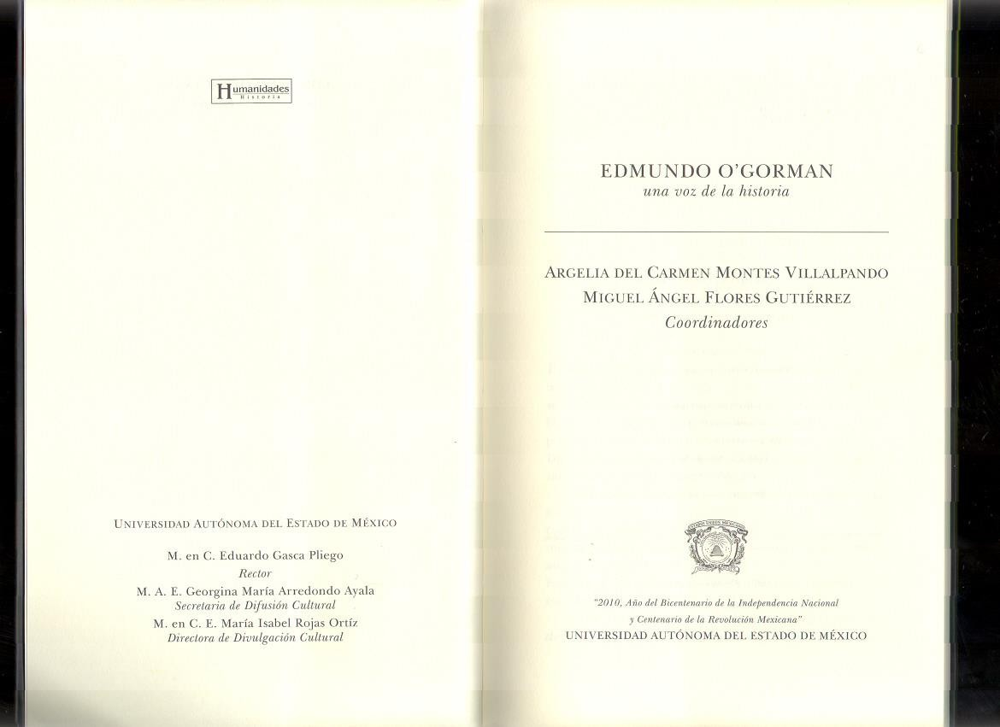 Humanidades
Historia
UNIVERSIDAD AUTÓNOMA DEL ESTADO DE MÉXICO
M. en C. Eduardo Gasca Pliego
Rector
M. A. E. Georgina María Arredondo Ayala
Secretaria de Difusión Cultural
M. en C. E. María Isabel Rojas Ortíz
Directora de Divulgación Cultural
EDMUNDO O’GORMAN
una voz de la historia
ARGELIA DEL CARMEN MONTES VILLALPANDO
MIGUEL ÁNGEL FLORES GUTIÉRREZ
Coordinadores
"2010, Año del Bicentenario de la Independencia Nacional
y Centenario de la Revolución Mexicana”
UNIVERSIDAD AUTÓNOMA DEL ESTADO DE MÉXICO